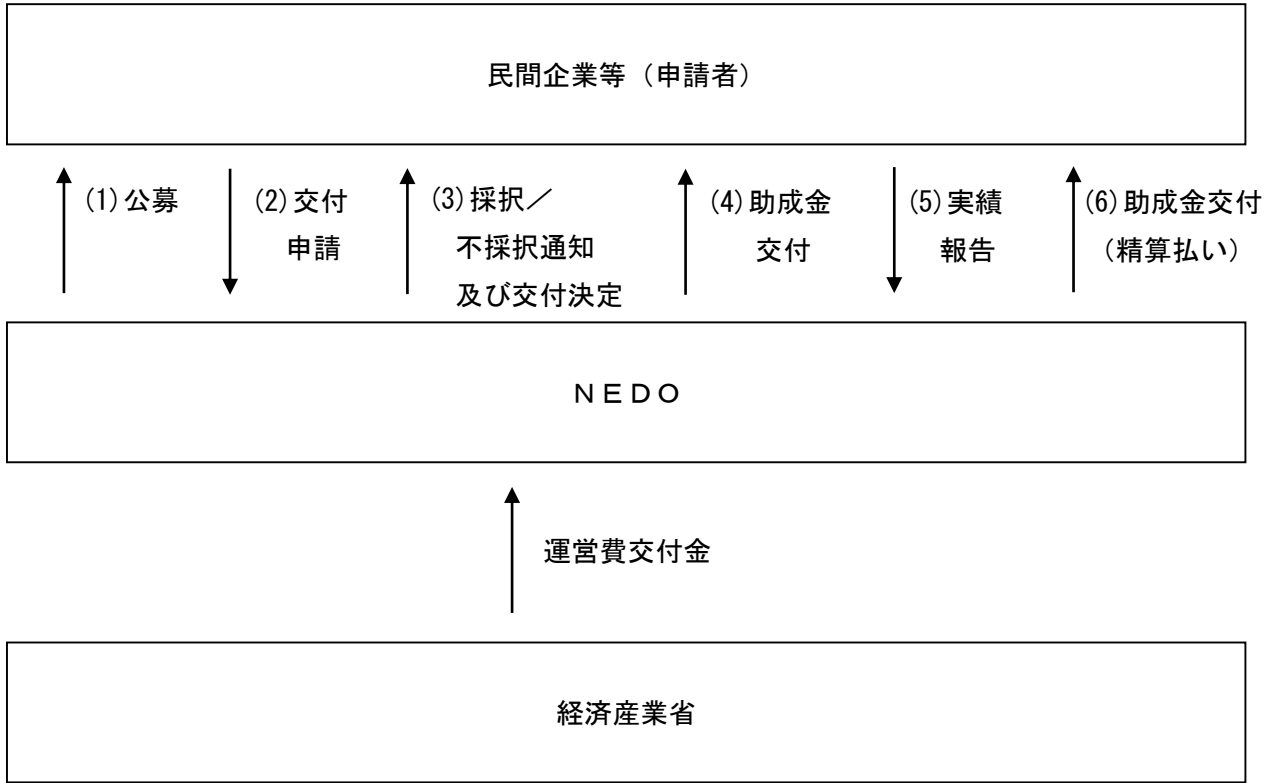 民間企業等（申請者）
(1)公募
(2)交付
申請
(3)採択／
不採択通知
及び交付決定
(4)助成金
交付
(5)実績
報告
(6)助成金交付
（精算払い）
ＮＥＤＯ
運営費交付金
経済産業省